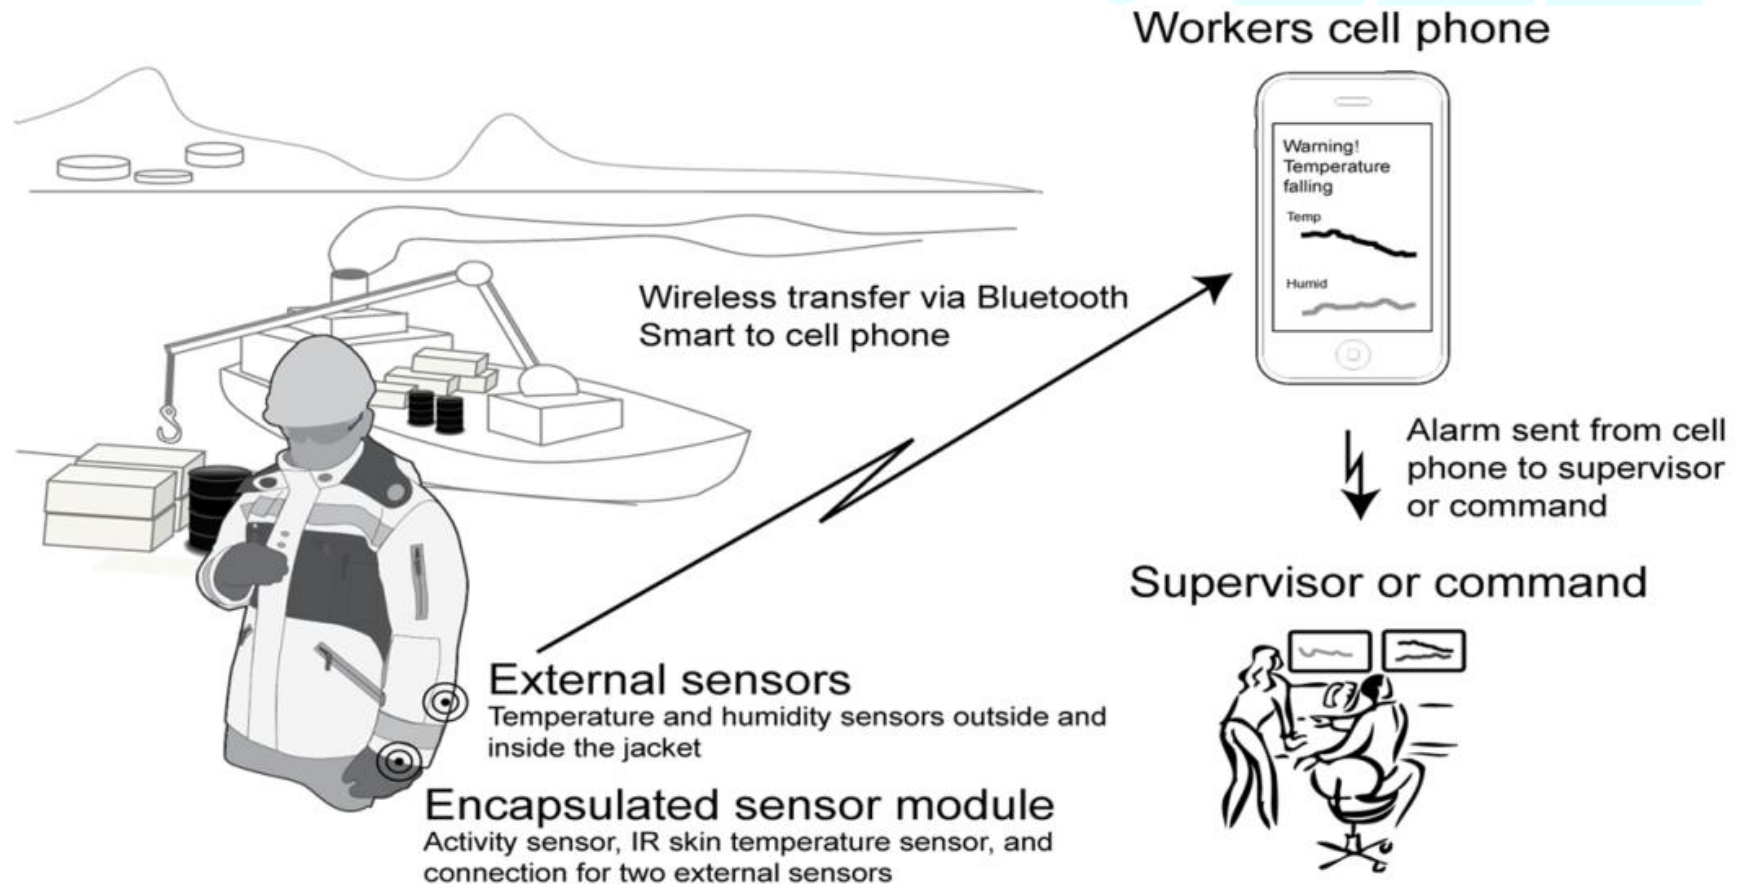 Workers cell phone
Warning!
Temperature
falling
Temp
Humid
Wireless transfer via Bluetooth
Smart to cell phone
Alarm sent from cell
phone to supervisor
or command
Supervisor or command
External sensors
Temperature and humidity sensors outside and
inside the jacket
Encapsulated sensor module
Activity sensor, IR skin temperature sensor, and
connection for two external sensors